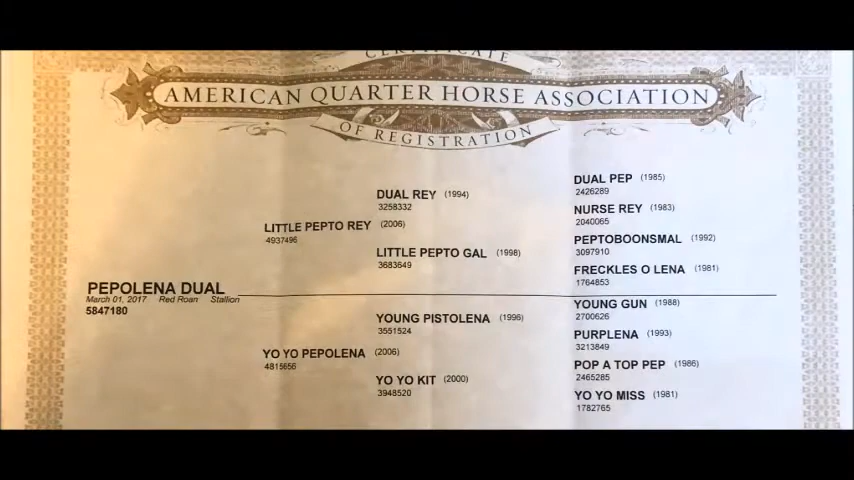 CERTIFICATE
AMERICAN QUARTER HORSE ASSOCIATION
OF REGISTRATION
DUAL PEP (1985)
2426289
DUAL REY (1994)
3258332
NURSE REY (1983)
2040065
LITTLE PEPTO REY (2006)
4937496
PEPTOBOONSMAL (1992)
3097910
LITTLE PEPTO GAL (1998)
3683649
FRECKLES O LENA (1981)
1764853
PEPOLENA DUAL
March 01, 2017 Red Roan Stallion
5847180
YOUNG GUN (1988)
2700626
YOUNG PISTOLENA (1996)
3551524
PURPLENA (1993)
3213849
YO YO PEPOLENA (2006)
4815656
POP A TOP PEP (1986)
2465285
YO YO KIT (2000)
3948520
YO YO MISS (1981)
1782765